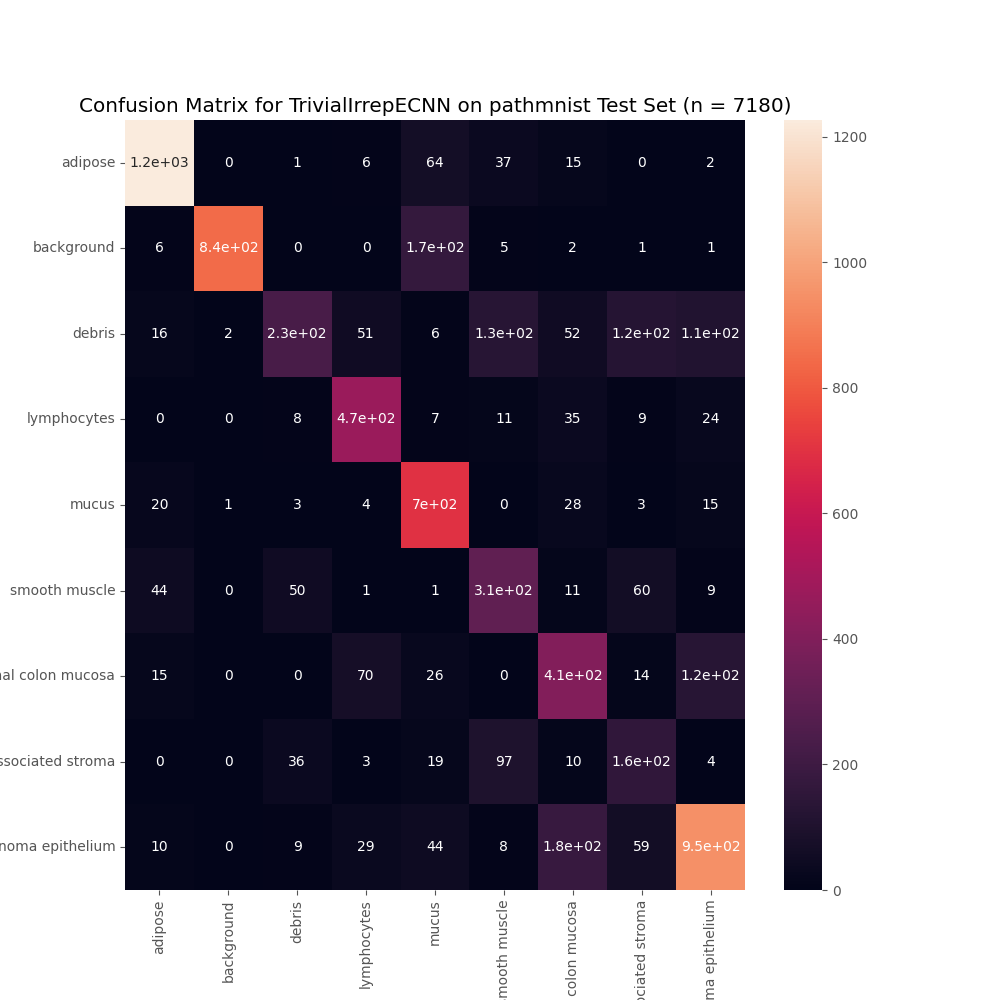 Confusion Matrix for TrivialIrrepECNN on pathmnist Test Set (n = 7180)
adipose 1.2e+03 0 1 6 64 37 15 0 2
background 6 8.4e+02 0 0 1.7e+02 5 2 1 1
debris 16 2 2.3e+02 51 6 1.3e+02 52 1.2e+02 1.1e+02
lymphocytes 0 0 8 4.7e+02 7 11 35 9 24
mucus 20 1 3 4 7e+02 0 28 3 15
smooth muscle 44 0 50 1 1 3.1e+02 11 60 9
colon mucosa 15 0 0 70 26 0 4.1e+02 14 1.2e+02
stroma 0 0 36 3 19 97 10 1.6e+02 4
epithelium 10 0 9 29 44 8 1.8e+02 59 9.5e+02
adipose
background
debris
lymphocytes
mucus
muscle
colon mucosa
stroma
epithelium
1200
1000
800
600
400
200
0